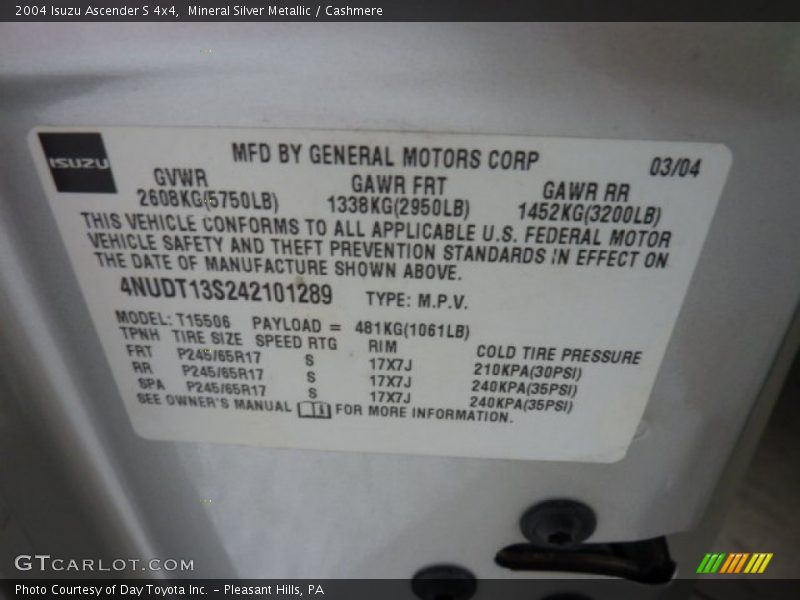 2004 Isuzu Ascender S 4x4,  Mineral Silver Metallic / Cashmere
ISUZU
MFD BY GENERAL MOTORS CORP 03/04
GVWR GAWR FRT GAWR RR
2608KG(5750LB) 1338KG(2950LB) 1452KG(3200LB)
THIS VEHICLE CONFORMS TO ALL APPLICABLE U.S. FEDERAL MOTOR
VEHICLE SAFETY AND THEFT PREVENTION STANDARDS IN EFFECT ON
THE DATE OF MANUFACTURE SHOWN ABOVE.
4NUDT13S242101289 TYPE: M.P.V.
MODEL: T15506 PAYLOAD = 481KG(1061LB)
TPNH TIRE SIZE SPEED RTG RIM COLD TIRE PRESSURE
FRT P245/65R17 S 17X7J 210KPA(30PSI)
RR P245/65R17 S 17X7J 240KPA(35PSI)
SPA P245/65R17 S 17X7J 240KPA(35PSI)
SEE OWNER'S MANUAL FOR MORE INFORMATION.
GTCARLOT.COM
Photo Courtesy of Day Toyota Inc. - Pleasant Hills, PA